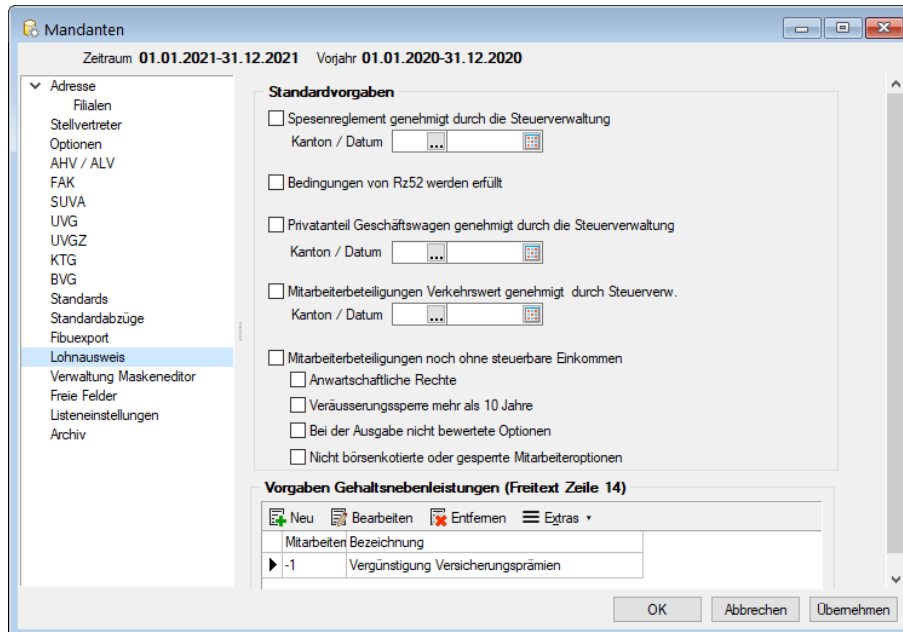 Mandanten
Zeitraum 01.01.2021-31.12.2021 Vorjahr 01.01.2020-31.12.2020
Adresse
Filialen
Stellvertreter
Optionen
AHV / ALV
FAK
SUVA
UVG
UVGZ
KTG
BVG
Standards
Standardabzüge
Fibuexport
Lohnausweis
Verwaltung Maskeneditor
Freie Felder
Listeneinstellungen
Archiv
Standardvorgaben
Spesenreglement genehmigt durch die Steuerverwaltung
Kanton / Datum ...
Bedingungen von Rz52 werden erfüllt
Privatanteil Geschäftswagen genehmigt durch die Steuerverwaltung
Kanton / Datum ...
Mitarbeiterbeteiligungen Verkehrswert genehmigt durch Steuerverw.
Kanton / Datum ...
Mitarbeiterbeteiligungen noch ohne steuerbare Einkommen
Anwartschaftliche Rechte
Veräusserungssperre mehr als 10 Jahre
Bei der Ausgabe nicht bewertete Optionen
Nicht börsenkotierte oder gesperrte Mitarbeiteroptionen
Vorgaben Gehaltsnebenleistungen (Freitext Zeile 14)
Neu Bearbeiten Entfernen Extras
Mitarbeiten Bezeichnung
-1 Vergünstigung Versicherungsprämien
OK Abbrechen Übernehmen